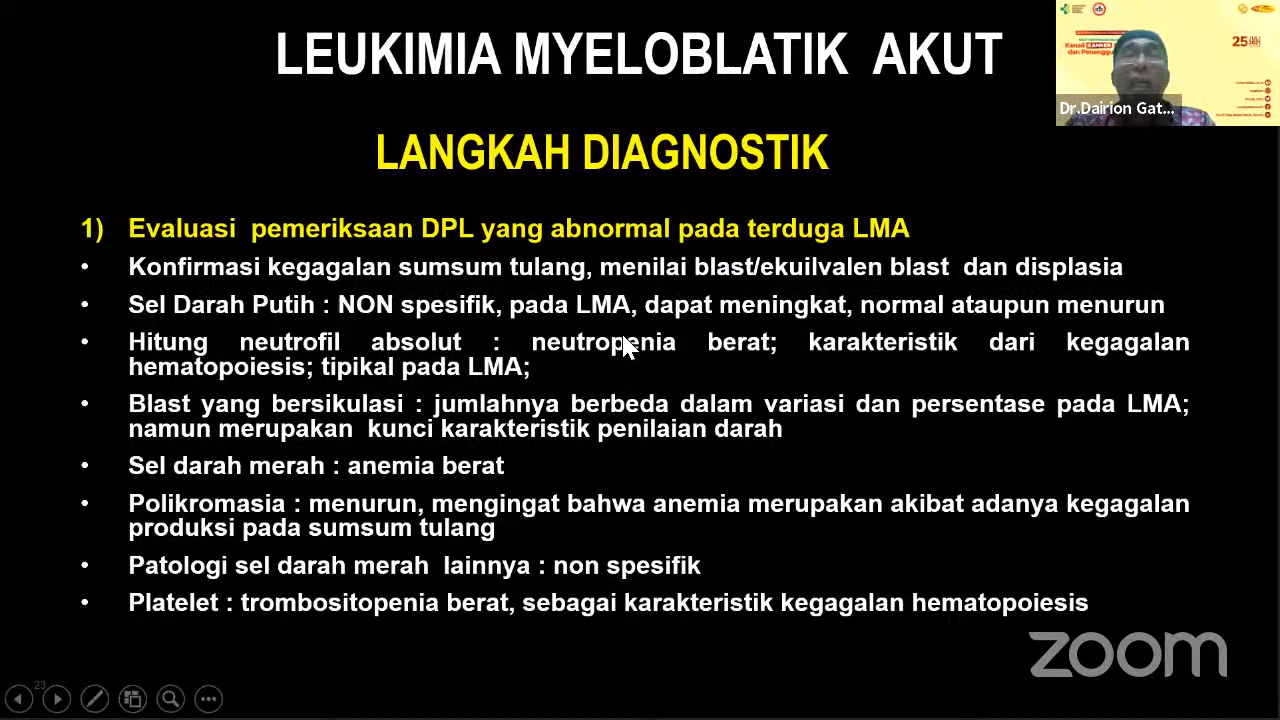 LEUKIMIA MYELOBLATIK AKUT
LANGKAH DIAGNOSTIK
1) Evaluasi pemeriksaan DPL yang abnormal pada terduga LMA
• Konfirmasi kegagalan sumsum tulang, menilai blast/ekuilvalen blast dan displasia
• Sel Darah Putih : NON spesifik, pada LMA, dapat meningkat, normal ataupun menurun
• Hitung neutrofil absolut : neutropenia berat; karakteristik dari kegagalan
hematopoiesis; tipikal pada LMA;
• Blast yang bersikulasi : jumlahnya berbeda dalam variasi dan persentase pada LMA;
namun merupakan kunci karakteristik penilaian darah
• Sel darah merah : anemia berat
• Polikromasia : menurun, mengingat bahwa anemia merupakan akibat adanya kegagalan
produksi pada sumsum tulang
• Patologi sel darah merah lainnya : non spesifik
• Platelet : trombositopenia berat, sebagai karakteristik kegagalan hematopoiesis
Kenali KANKER
dan
25
Dr.Dairion Gat...
zoom
23